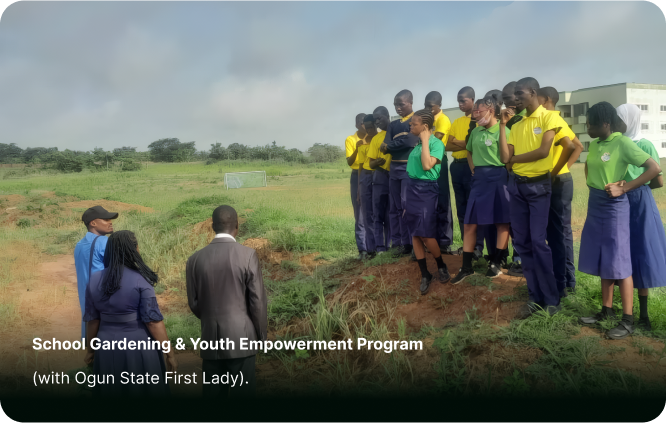 School Gardening & Youth Empowerment Program
(with Ogun State First Lady).